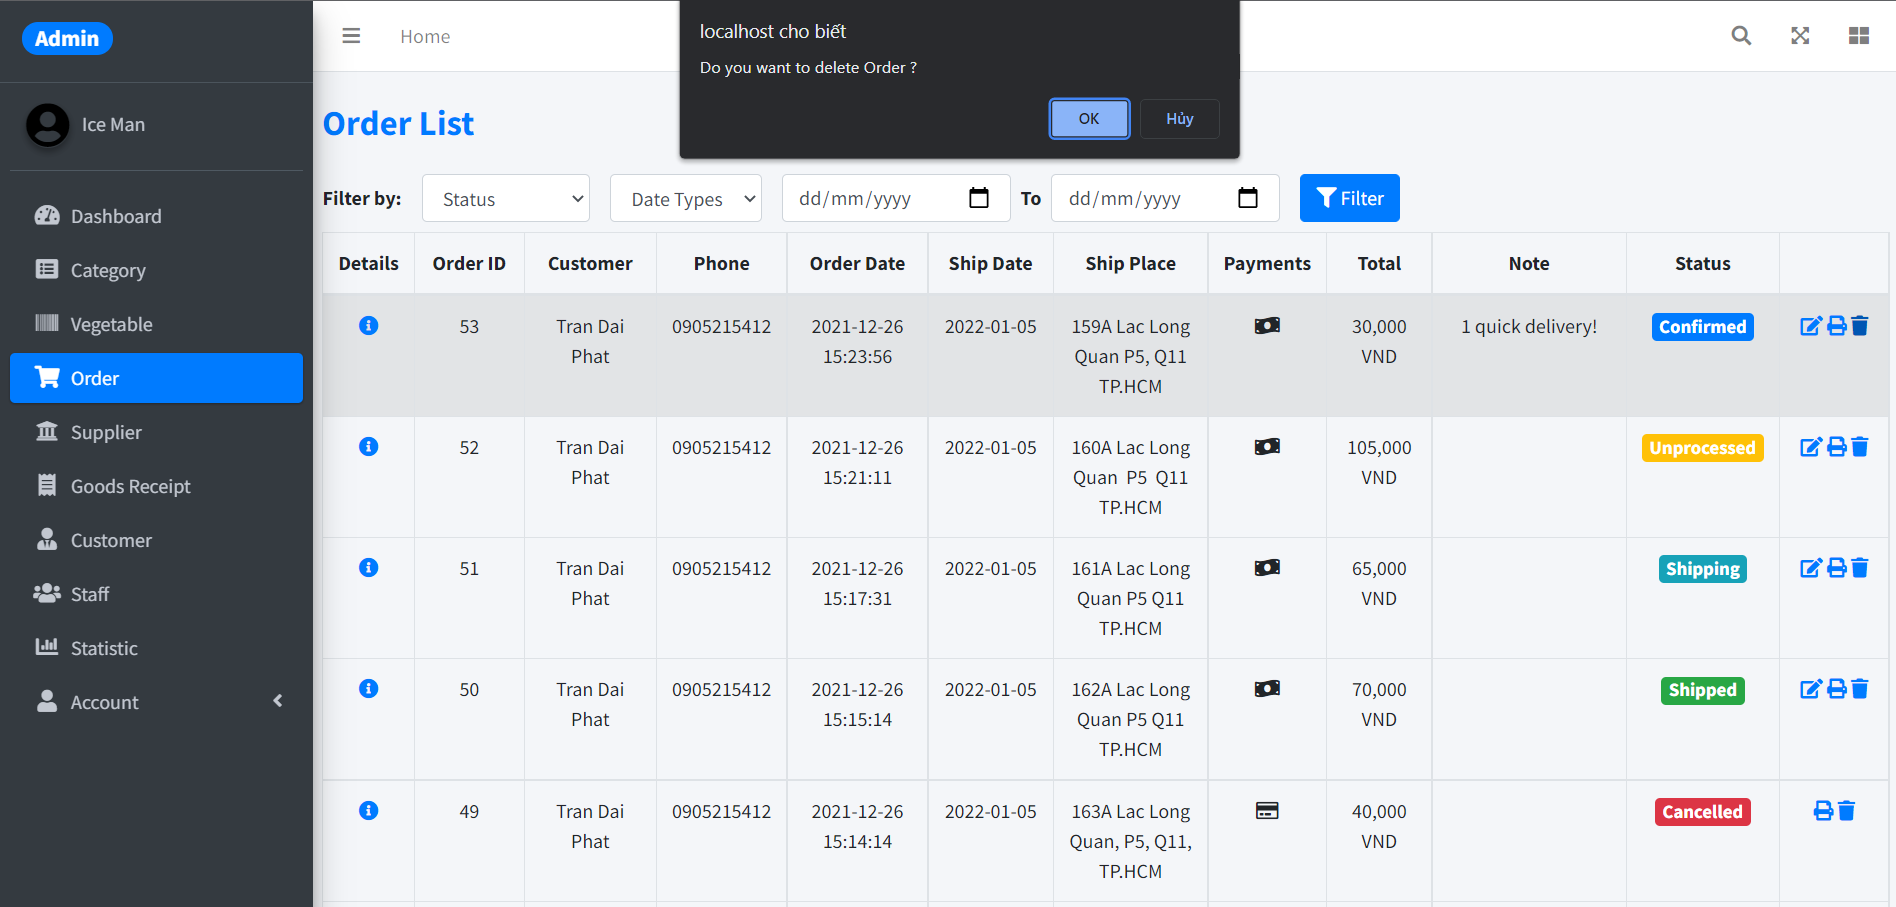 Admin
Home
localhost cho biết
Do you want to delete Order ?
OK
Hủy
Ice Man
Dashboard
Category
Vegetable
Order
Supplier
Goods Receipt
Customer
Staff
Statistic
Account
Order List
Filter by:
Status
Date Types
dd/mm/yyyy
To
dd/mm/yyyy
Filter
Details Order ID Customer Phone Order Date Ship Date Ship Place Payments Total Note Status
53 Tran Dai 0905215412 2021-12-26 2022-01-05 159A Lac Long 30,000 1 quick delivery! Confirmed
Phat 15:23:56 Quan P5, Q11 VND
TP.HCM
52 Tran Dai 0905215412 2021-12-26 2022-01-05 160A Lac Long 105,000 Unprocessed
Phat 15:21:11 Quan P5 Q11 VND
TP.HCM
51 Tran Dai 0905215412 2021-12-26 2022-01-05 161A Lac Long 65,000 Shipping
Phat 15:17:31 Quan P5 Q11 VND
TP.HCM
50 Tran Dai 0905215412 2021-12-26 2022-01-05 162A Lac Long 70,000 Shipped
Phat 15:15:14 Quan P5 Q11 VND
TP.HCM
49 Tran Dai 0905215412 2021-12-26 2022-01-05 163A Lac Long 40,000 Cancelled
Phat 15:14:14 Quan, P5, Q11, VND
TP.HCM